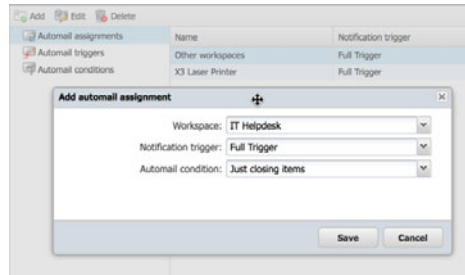 Add Edit Delete
Automail assignments
Automail triggers
Automail conditions
Name Notification trigger
Other workspaces Full Trigger
X3 Laser Printer Full Trigger
Add automail assignment
Workspace: IT Helpdesk
Notification trigger: Full Trigger
Automail condition: Just closing items
Save Cancel